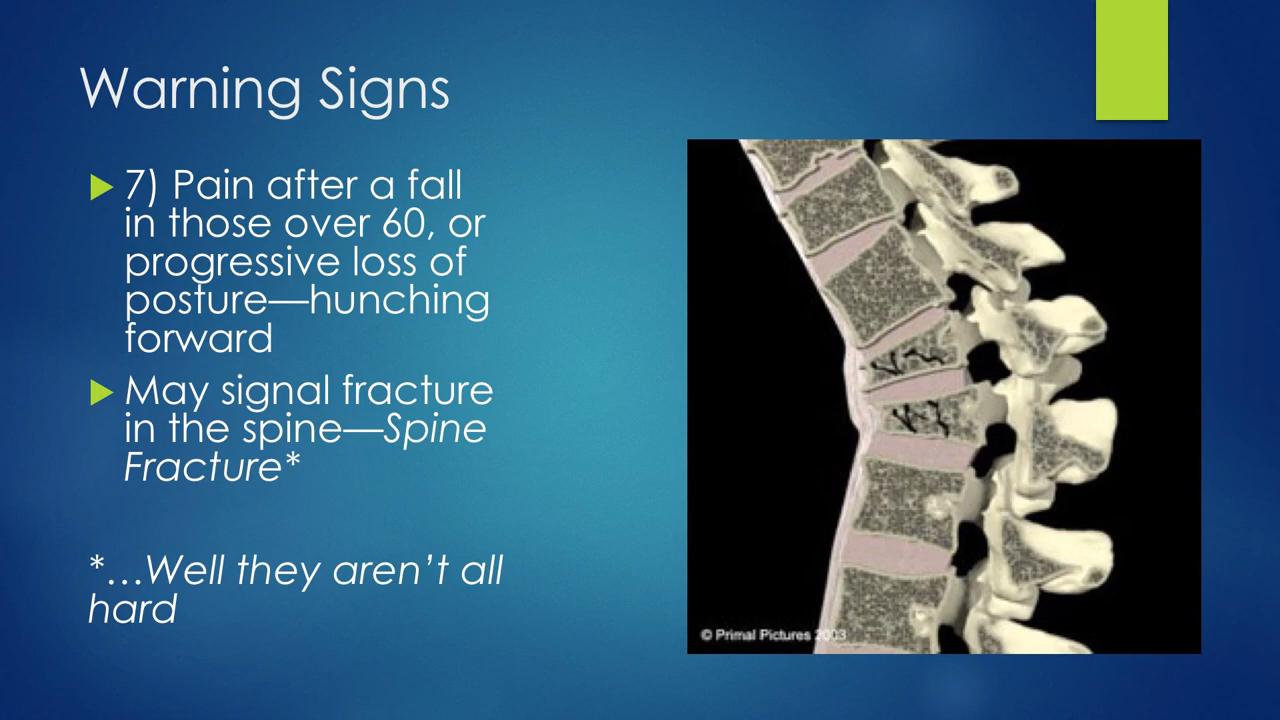 Warning Signs
7) Pain after a fall
in those over 60, or
progressive loss of
posture—hunching
forward
May signal fracture
in the spine—Spine
Fracture*
*…Well they aren’t all
hard
© Primal Pictures 2003